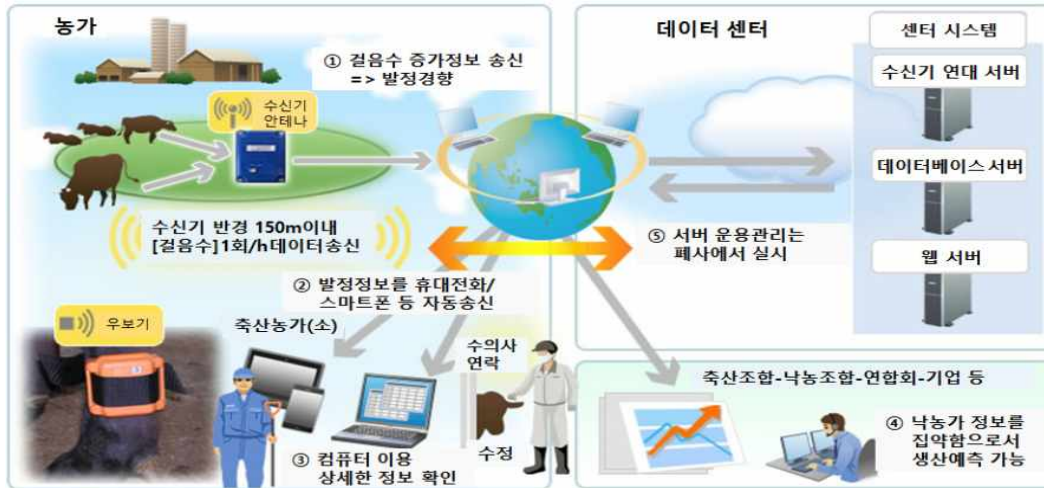 농가
① 걸음수 증가정보 송신
=> 발정경향
수신기
안테나
수신기 반경 150m이내
[걸음수]1회/h데이터송신
② 발정정보를 휴대전화/
스마트폰 등 자동송신
우보기
축산농가(소)
수의사
연락
③ 컴퓨터 이용
상세한 정보 확인
수정
데이터 센터
센터 시스템
수신기 연대 서버
데이터베이스 서버
웹 서버
⑤ 서버 운용관리는
폐사에서 실시
축산조합-낙농조합-연합회-기업 등
④ 낙농가 정보를
집약함으로서
생산예측 가능